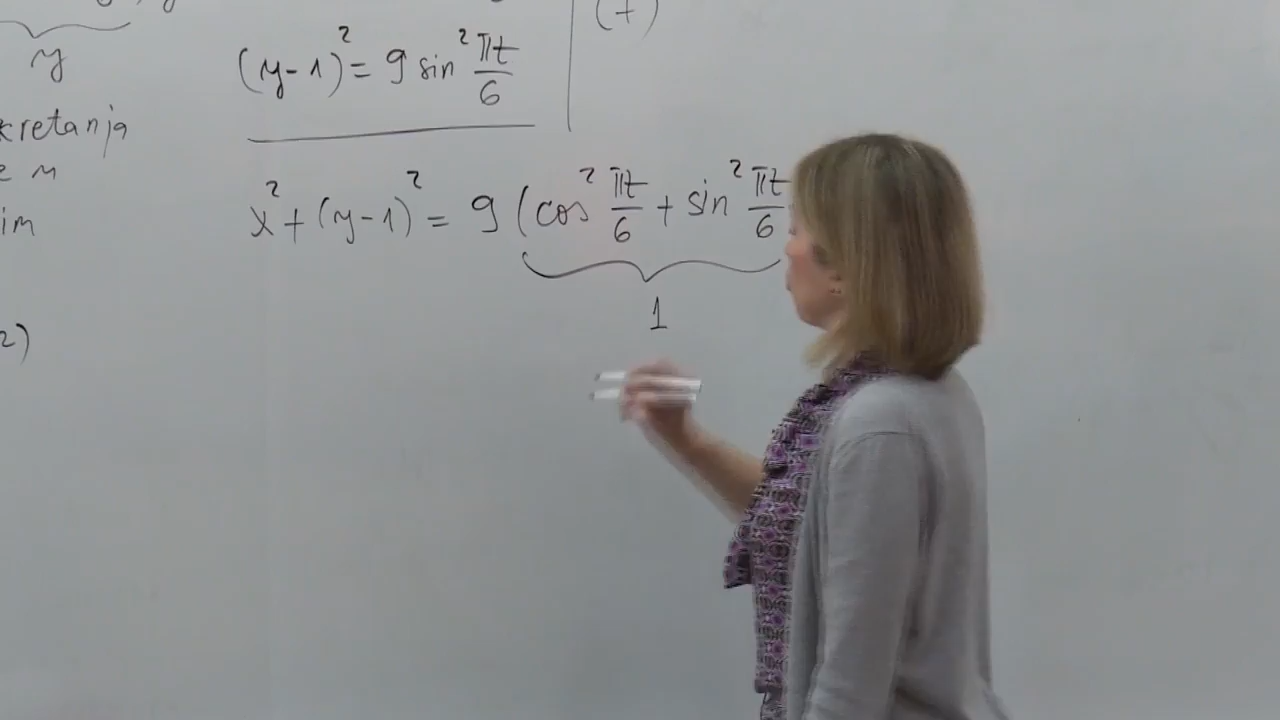 (+)
y
(y-1)² = 9 sin² πt/6
kretanja
x² + (y-1)² = 9 (cos² πt/6 + sin² πt/6
1
2)